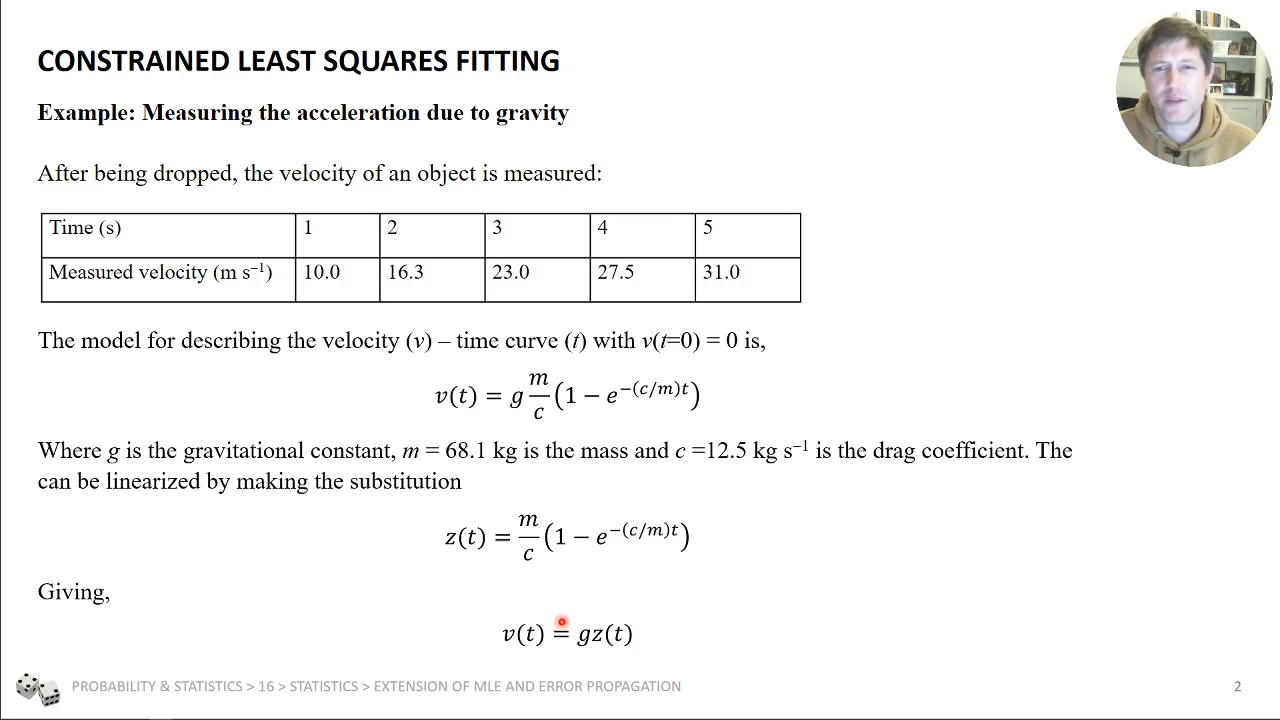 CONSTRAINED LEAST SQUARES FITTING
Example: Measuring the acceleration due to gravity
After being dropped, the velocity of an object is measured:
Time (s) 1 2 3 4 5
Measured velocity (m s⁻¹) 10.0 16.3 23.0 27.5 31.0
The model for describing the velocity (v) – time curve (t) with v(t=0) = 0 is,
v(t) = g m/c (1 − e^−(c/m)t)
Where g is the gravitational constant, m = 68.1 kg is the mass and c =12.5 kg s⁻¹ is the drag coefficient. The
can be linearized by making the substitution
z(t) = m/c (1 − e^−(c/m)t)
Giving,
v(t) = gz(t)
PROBABILITY & STATISTICS > 16 > STATISTICS > EXTENSION OF MLE AND ERROR PROPAGATION 2